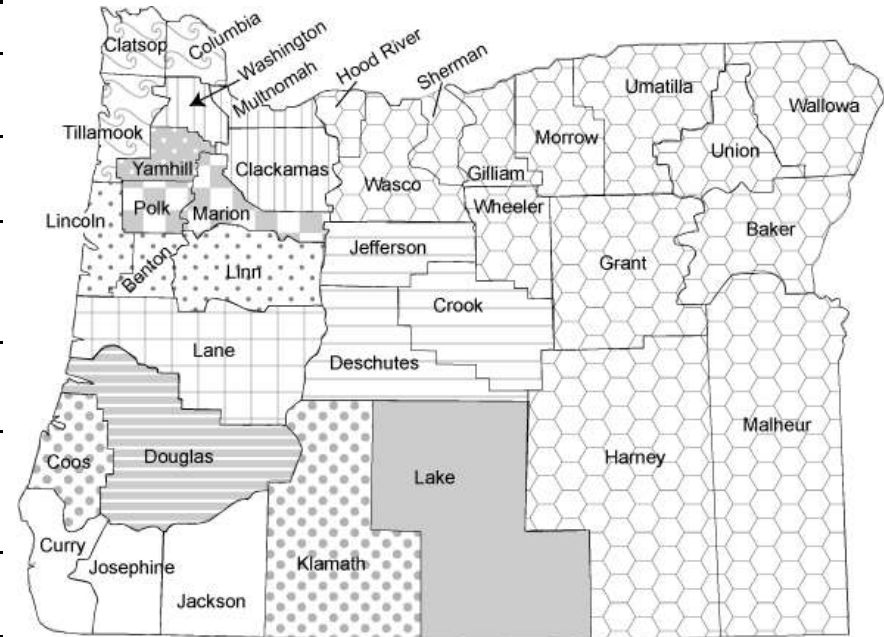 Clatsop
Columbia
Washington
Multnomah
Hood River
Sherman
Umatilla
Wallowa
Tillamook
Morrow
Union
Yamhill
Clackamas
Wasco
Gilliam
Polk
Marion
Wheeler
Lincoln
Jefferson
Baker
Benton
Linn
Grant
Crook
Lane
Deschutes
Malheur
Coos
Douglas
Harney
Lake
Curry
Josephine
Klamath
Jackson